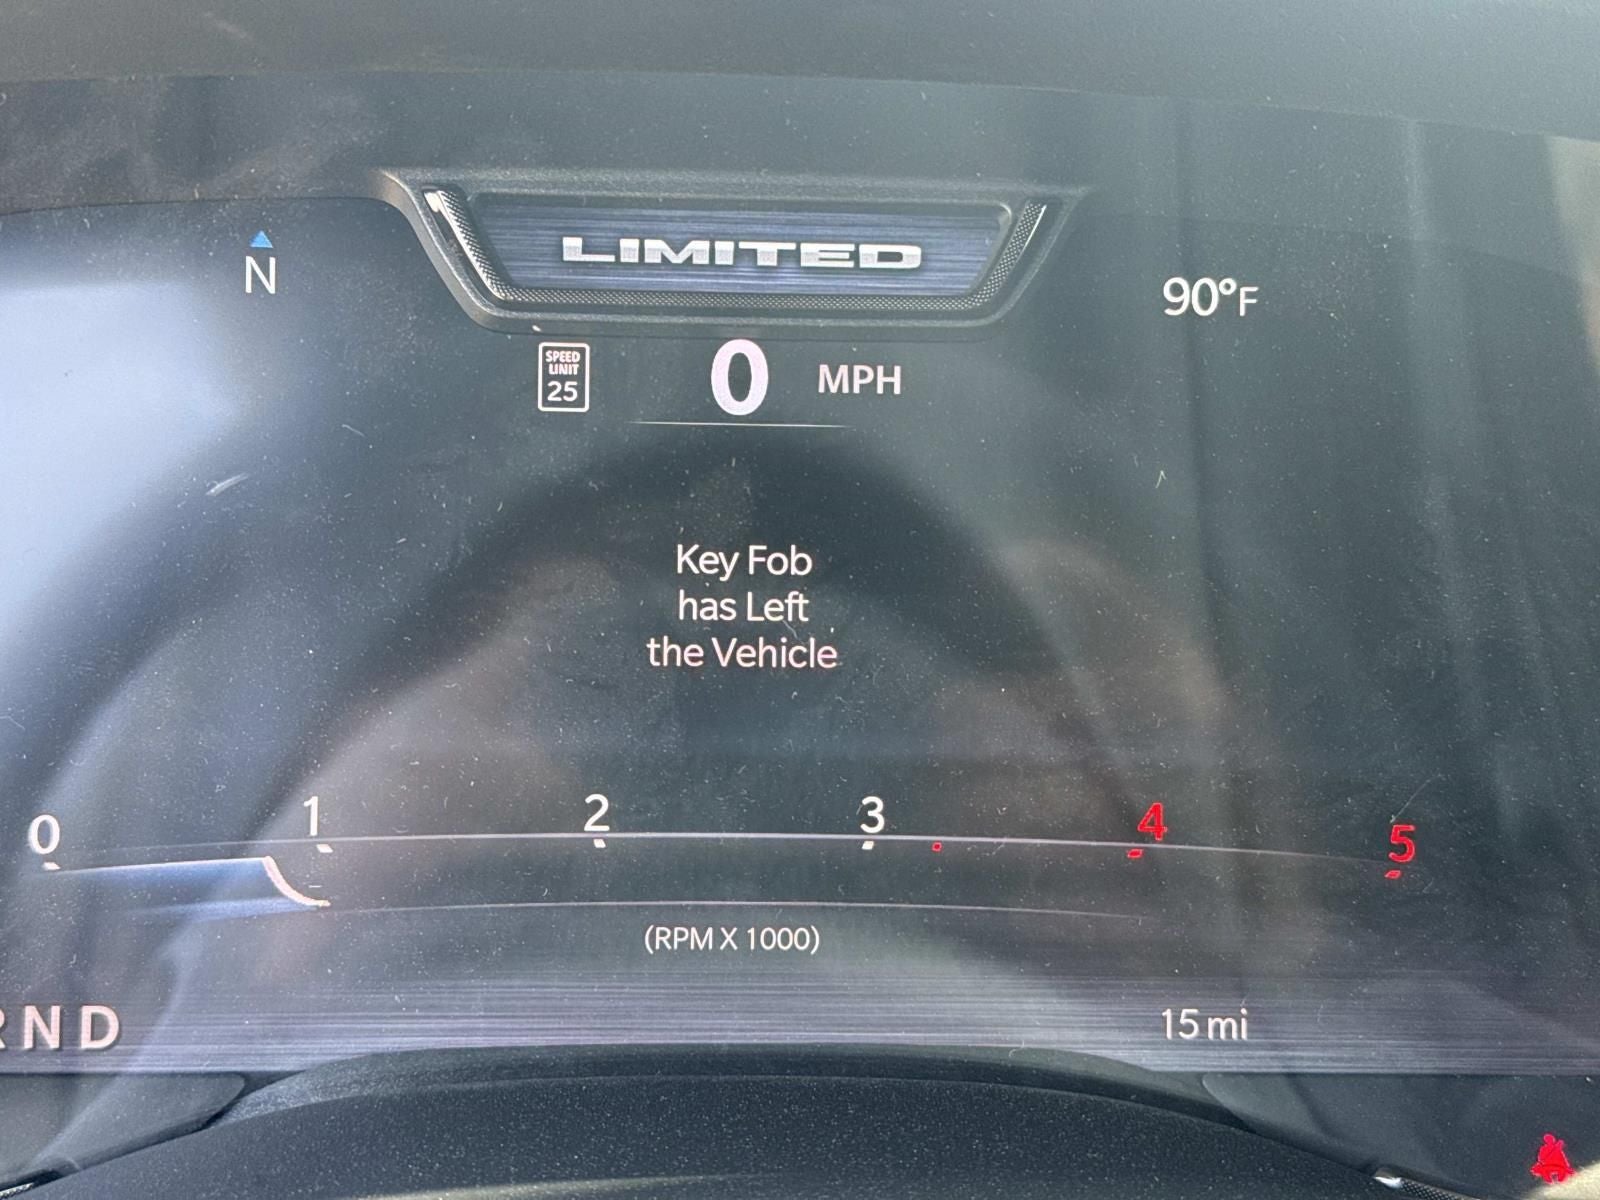 N
LIMITED
90°F
SPEED
LIMIT
25
0 MPH
Key Fob
has Left
the Vehicle
0 1 2 3 4 5
(RPM X 1000)
R N D
15 mi